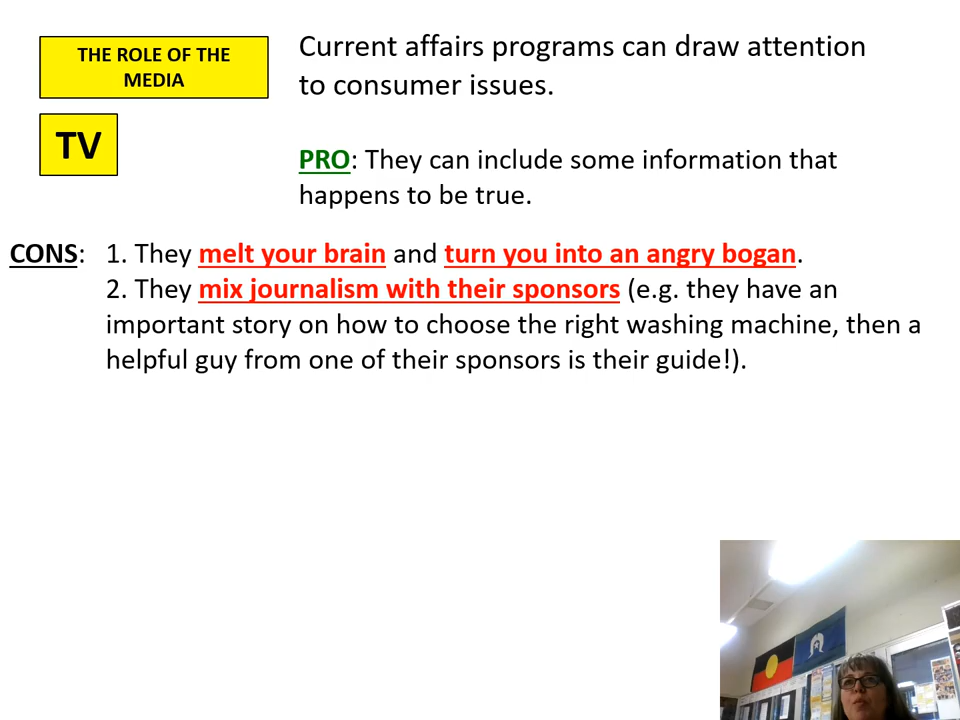 THE ROLE OF THE
MEDIA
TV
Current affairs programs can draw attention
to consumer issues.
PRO: They can include some information that
happens to be true.
CONS: 1. They melt your brain and turn you into an angry bogan.
2. They mix journalism with their sponsors (e.g. they have an
important story on how to choose the right washing machine, then a
helpful guy from one of their sponsors is their guide!).